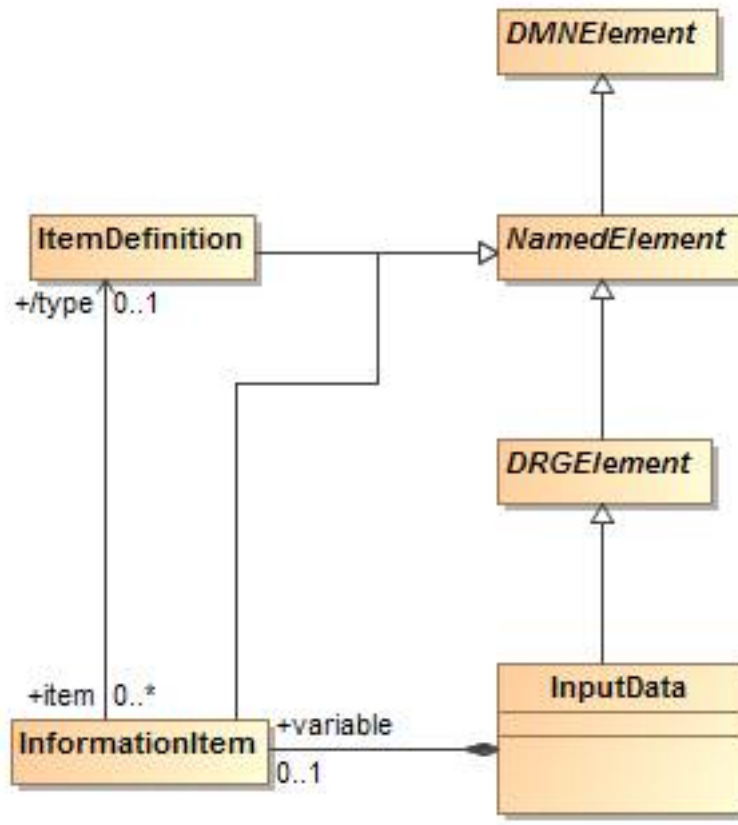 DMNElement
ItemDefinition
NamedElement
+/type 0..1
DRGElement
+item 0..*
InputData
InformationItem
+variable
0..1